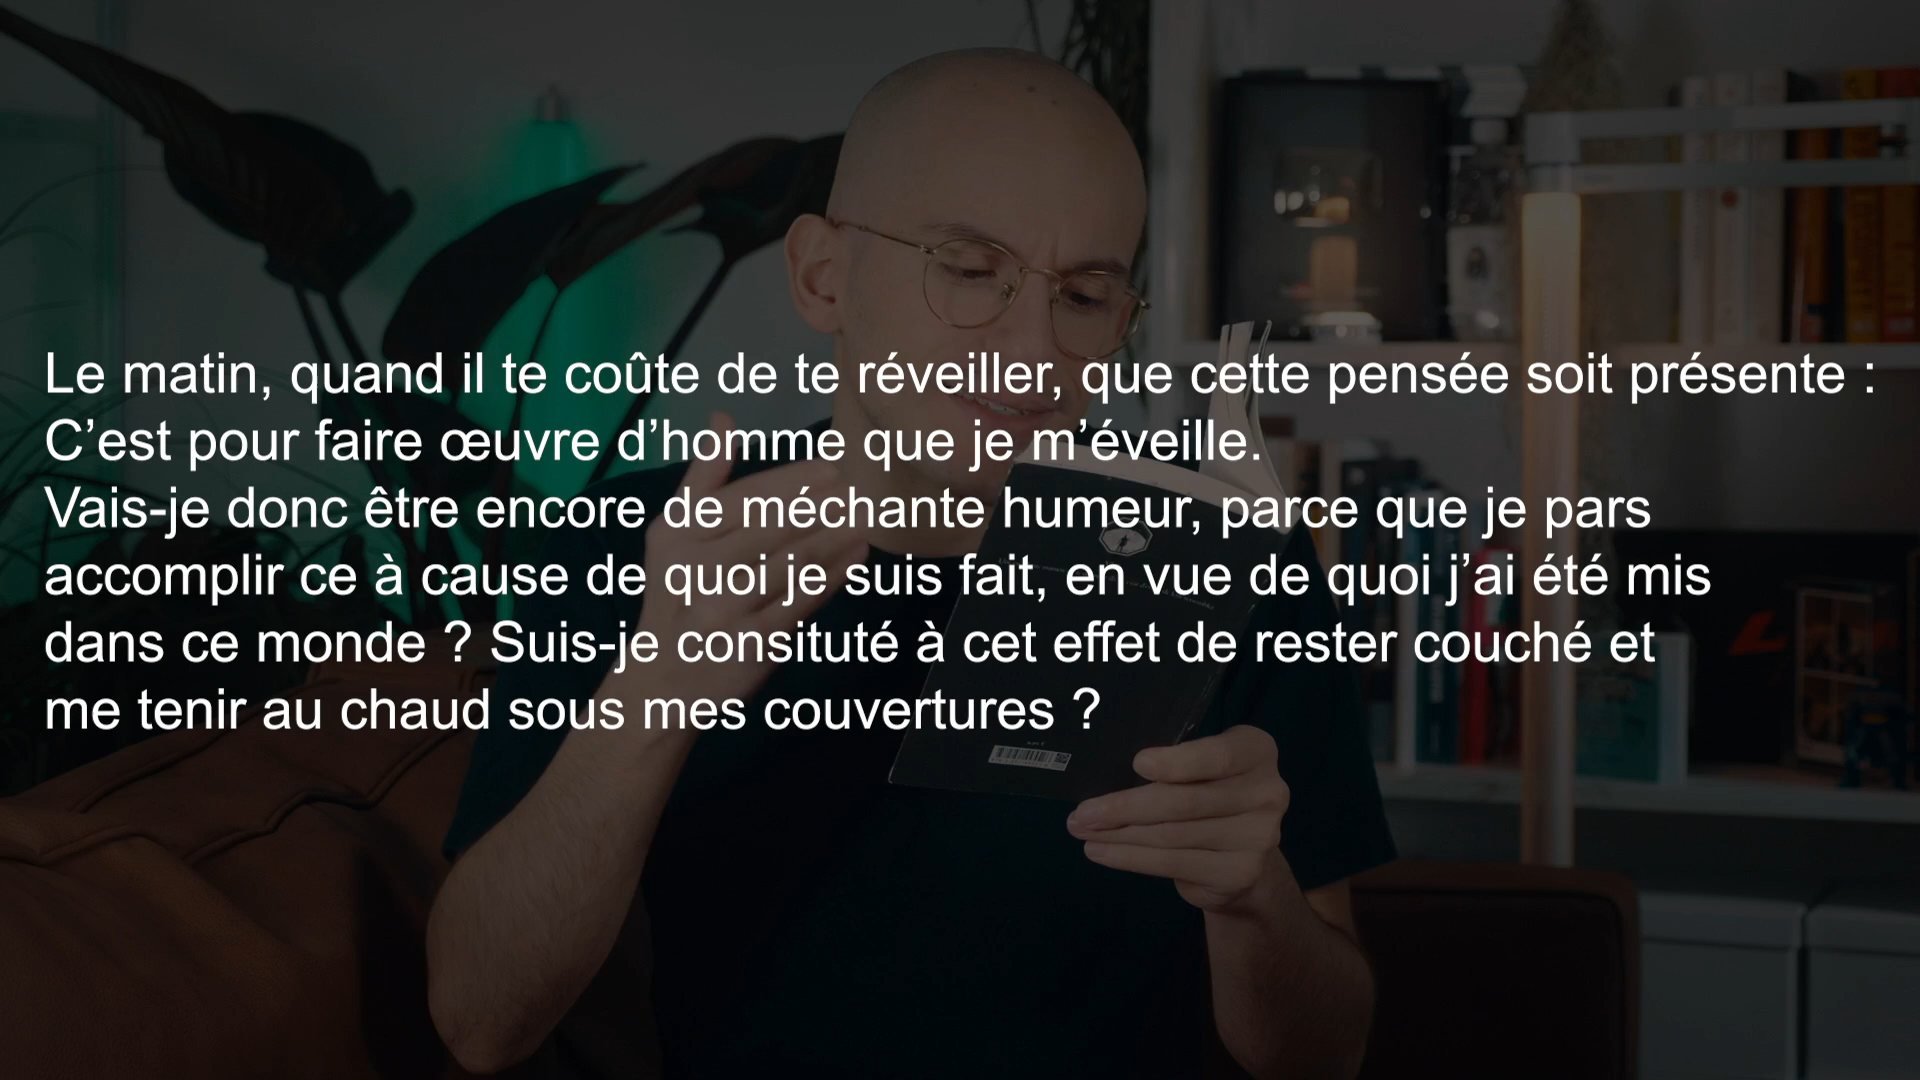 Le matin, quand il te coûte de te réveiller, que cette pensée soit présente :
C’est pour faire œuvre d’homme que je m’éveille.
Vais-je donc être encore de méchante humeur, parce que je pars
accomplir ce à cause de quoi je suis fait, en vue de quoi j’ai été mis
dans ce monde ? Suis-je consituté à cet effet de rester couché et
me tenir au chaud sous mes couvertures ?